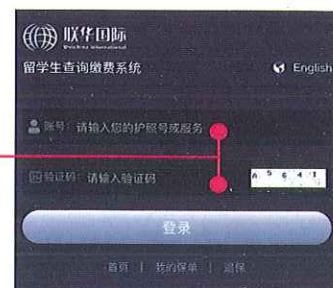 联华国际
留学生查询缴费系统
English
账号: 请输入您的护照号或服务
验证码: 请输入验证码
登录
首页 | 我的保单 | 退保